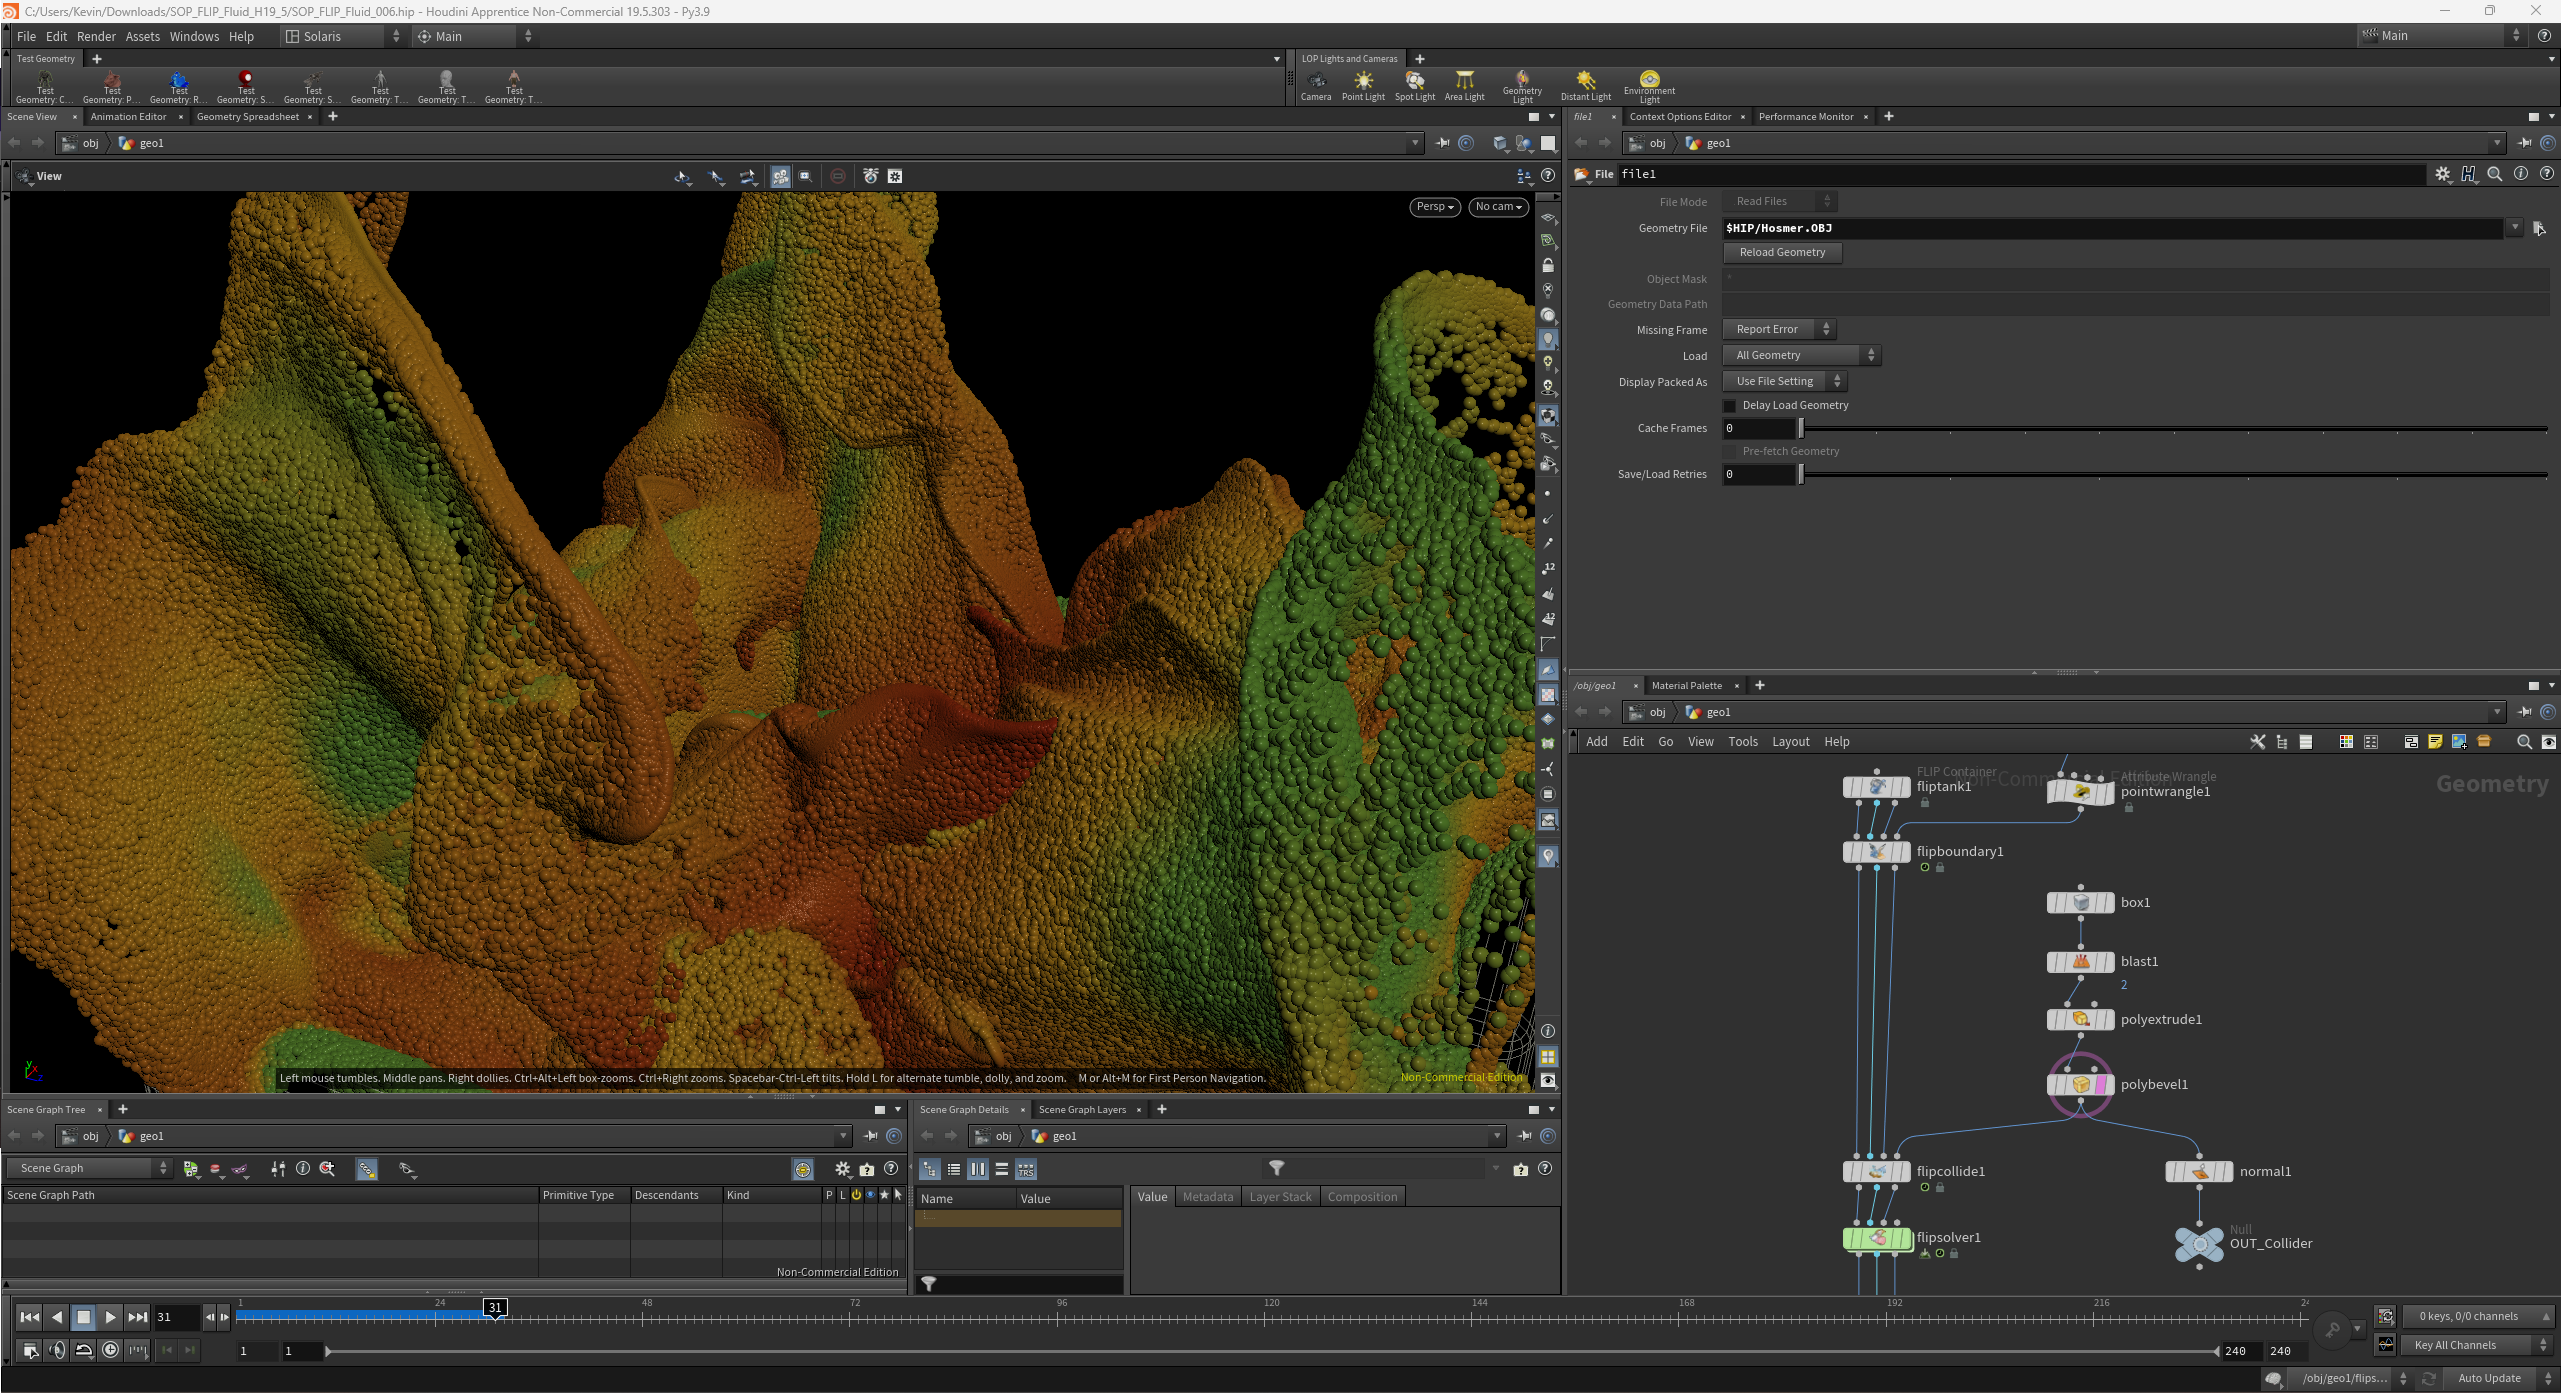 C:/Users/Kevin/Downloads/SOP_FLIP_Fluid_H19_5/SOP_FLIP_Fluid_006.hip - Houdini Apprentice Non-Commercial 19.5.303 - Py3.9
File Edit Render Assets Windows Help Solaris Main Main
Test Geometry LOP Lights and Cameras
Test Geometry: C... Test Geometry: P... Test Geometry: R... Test Geometry: S... Test Geometry: S... Test Geometry: T... Test Geometry: T... Test Geometry: T...
Camera Point Light Spot Light Area Light Geometry Light Distant Light Environment Light
Scene View Animation Editor Geometry Spreadsheet
obj geo1
View
Persp No cam
Left mouse tumbles. Middle pans. Right dollies. Ctrl+Alt+Left box-zooms. Ctrl+Right zooms. Spacebar-Ctrl-Left tilts. Hold L for alternate tumble, dolly, and zoom. M or Alt+M for First Person Navigation.
Non-Commercial Edition
file1 Context Options Editor Performance Monitor
obj geo1
File file1
File Mode Read Files
Geometry File $HIP/Hosmer.OBJ
Reload Geometry
Object Mask *
Geometry Data Path
Missing Frame Report Error
Load All Geometry
Display Packed As Use File Setting
Delay Load Geometry
Cache Frames 0
Pre-fetch Geometry
Save/Load Retries 0
/obj/geo1 Material Palette
obj geo1
Add Edit Go View Tools Layout Help
Geometry
FLIP Container
fliptank1
Attribute Wrangle
pointwrangle1
flipboundary1
box1
blast1
2
polyextrude1
polybevel1
flipcollide1
normal1
flipsolver1
Null
OUT_Collider
Scene Graph Tree
obj geo1
Scene Graph
Scene Graph Path Primitive Type Descendants Kind P L
Non-Commercial Edition
Scene Graph Details Scene Graph Layers
obj geo1
TRS
Name Value
Value Metadata Layer Stack Composition
31
1 24 31 48 72 96 120 144 168 192 216
0 keys, 0/0 channels
1 1 240 240
Key All Channels
/obj/geo1/flips... Auto Update